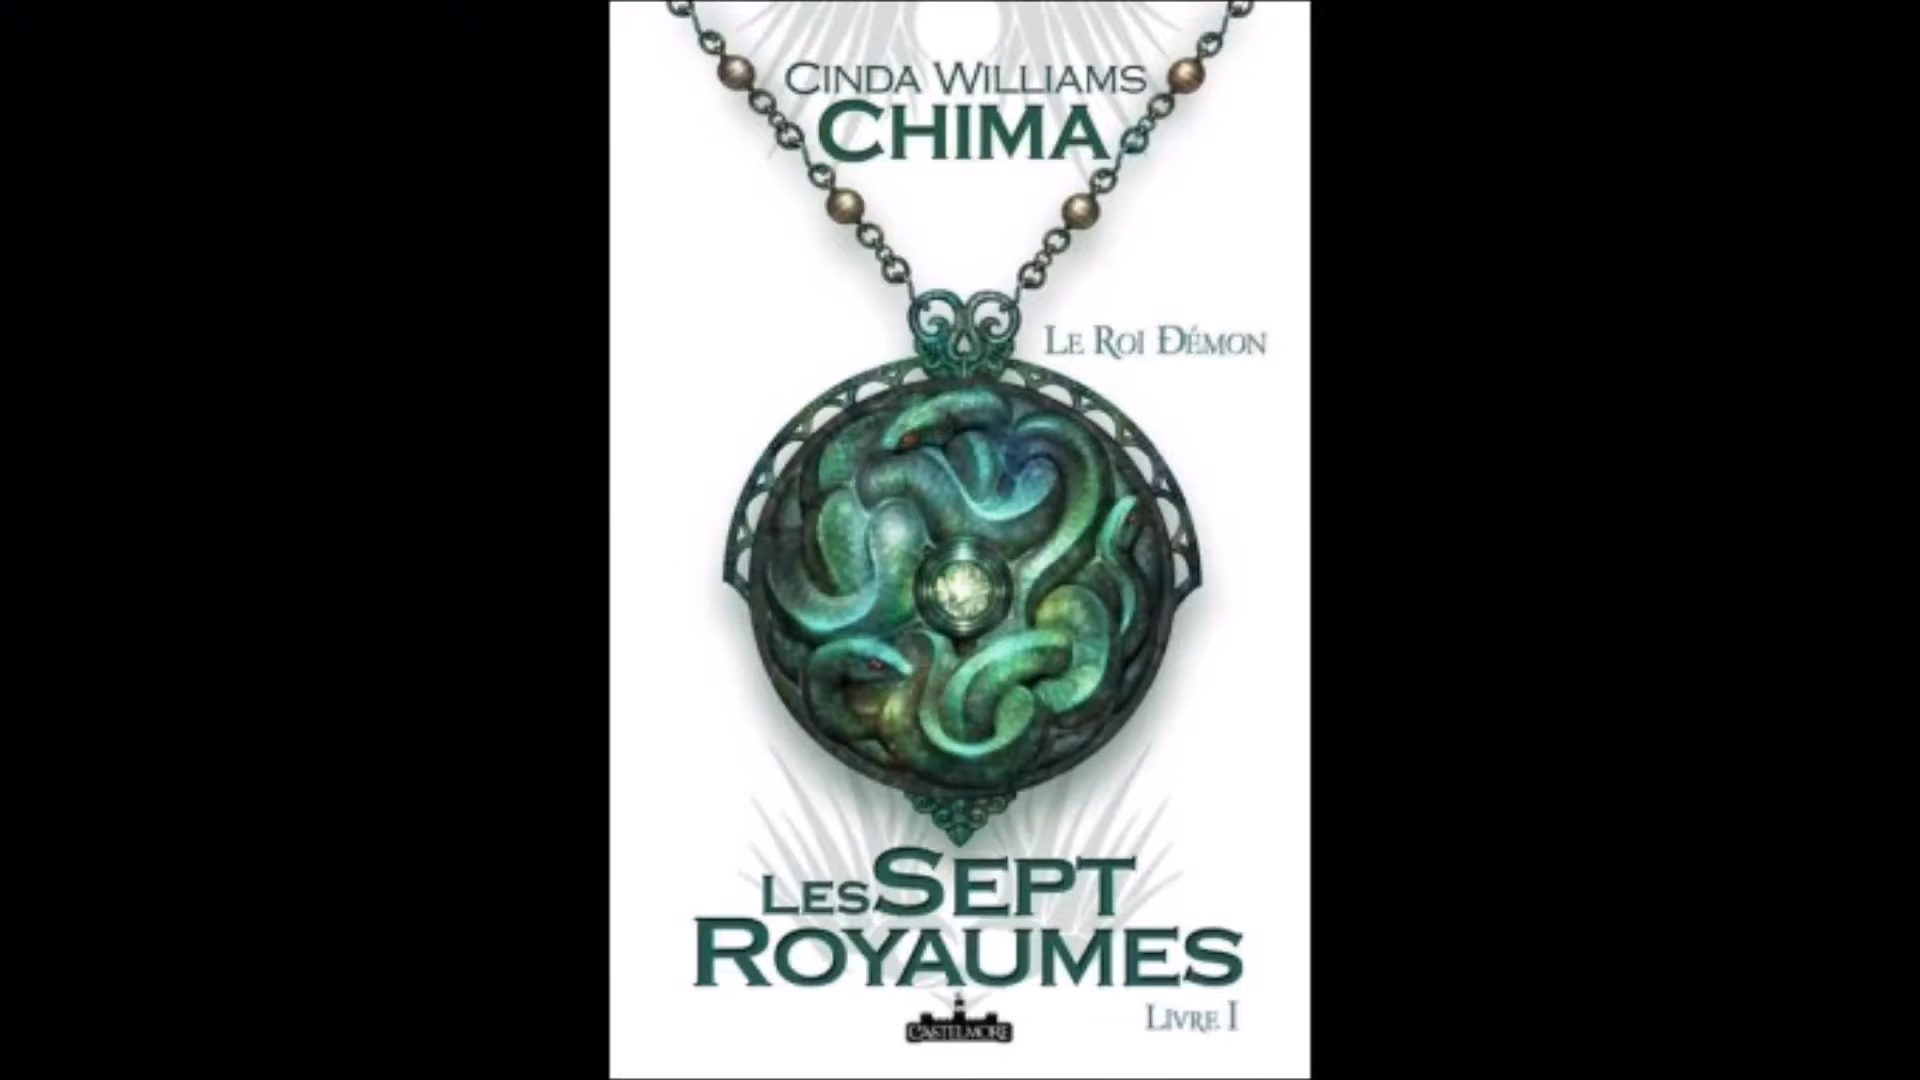 CINDA WILLIAMS
CHIMA
LE ROI DÉMON
LES SEPT
ROYAUMES
LIVRE I
CASTELMORE